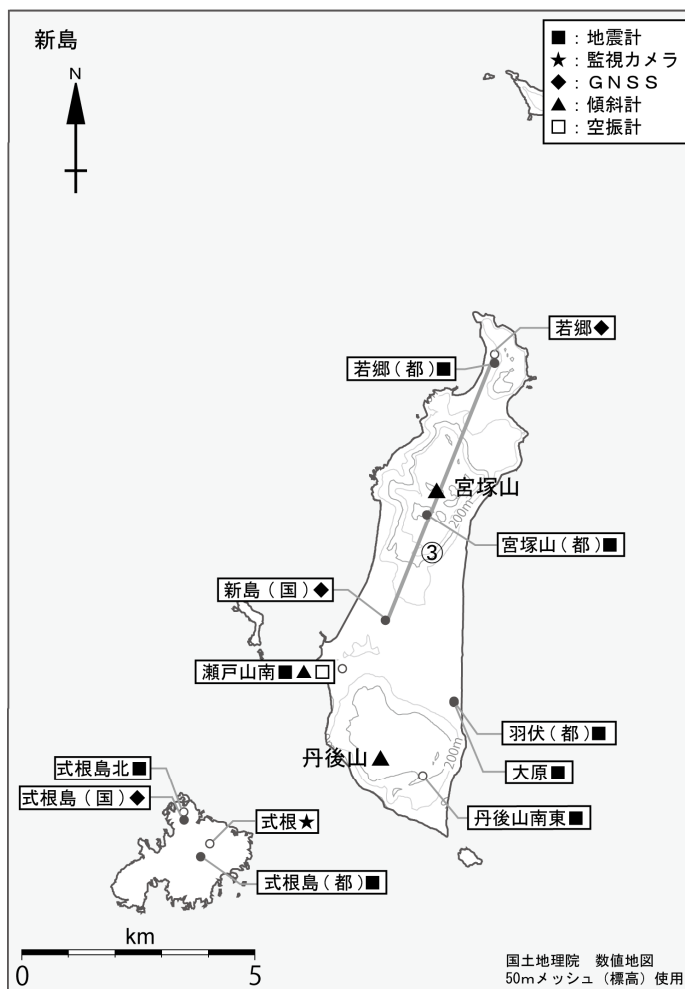 新島
N
■：地震計
★：監視カメラ
◆：ＧＮＳＳ
▲：傾斜計
□：空振計
若郷◆
若郷（都）■
宮塚山
200m
宮塚山（都）■
③
新島（国）◆
瀬戸山南■▲□
羽伏（都）■
丹後山
200m
式根島北■
大原■
式根島（国）◆
式根★
丹後山南東■
式根島（都）■
km
0 5
国土地理院　数値地図
50mメッシュ（標高）使用